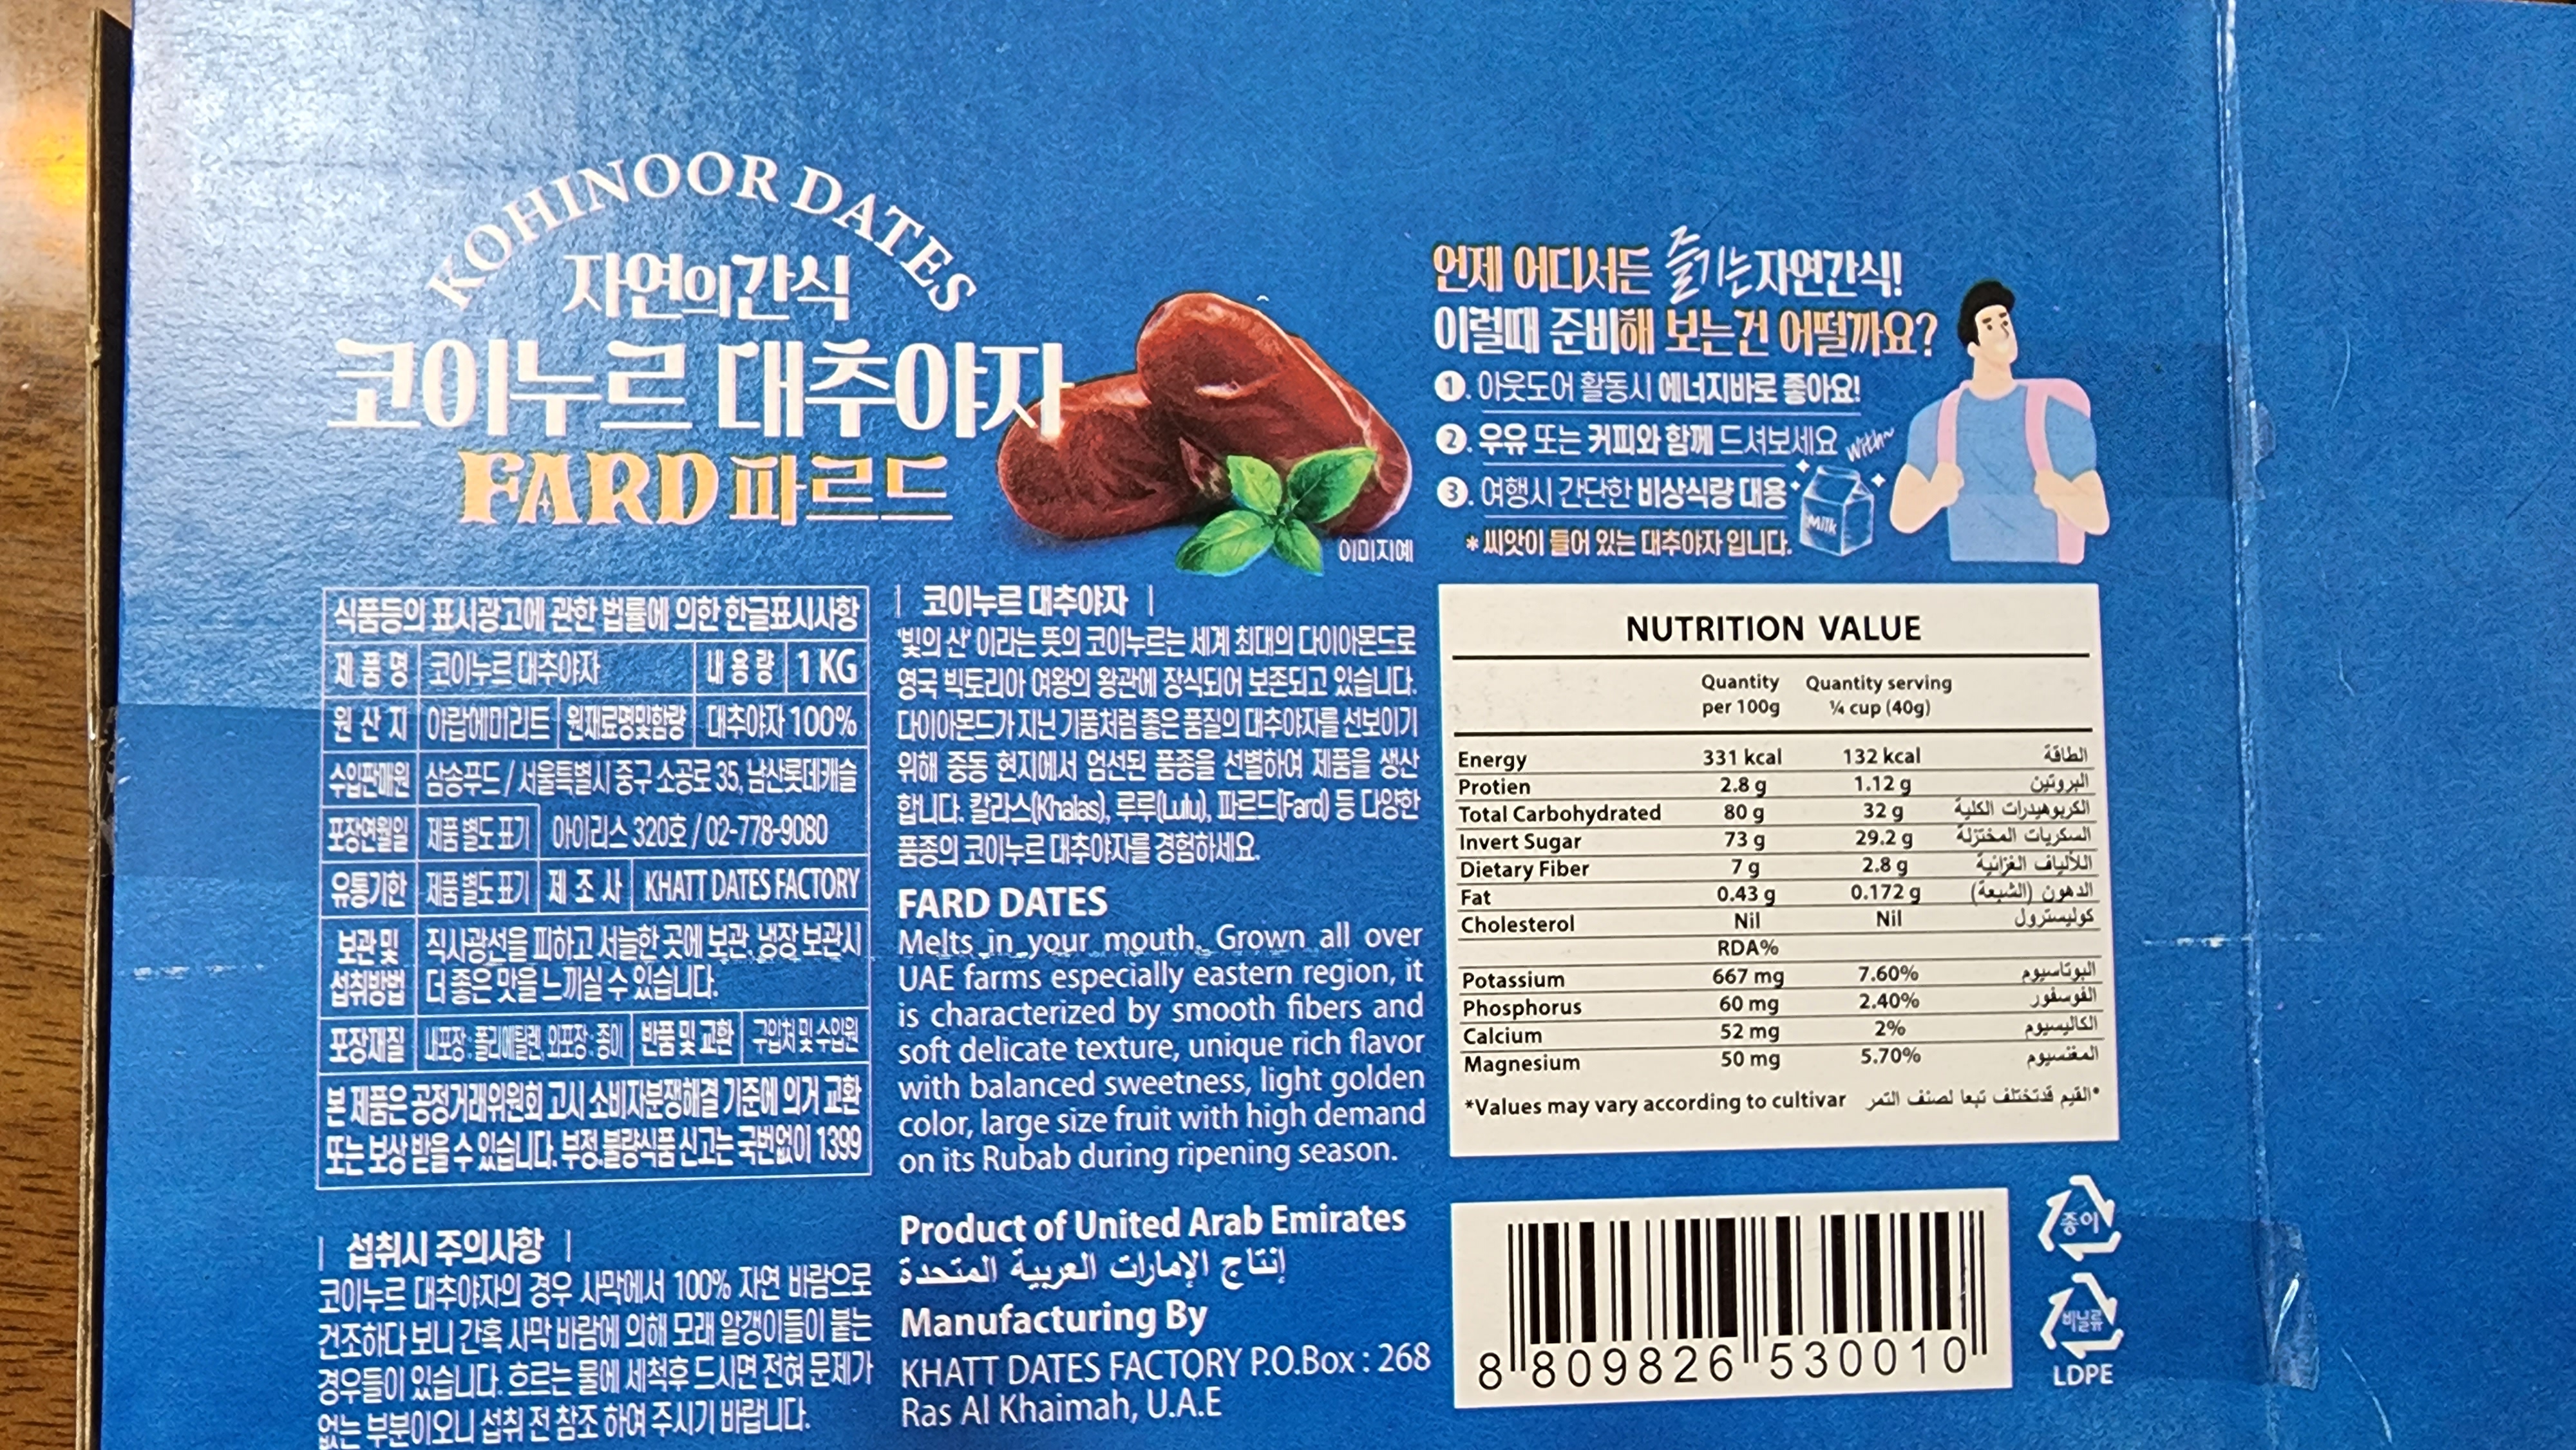 KOHINOOR DATES
자연의간식
코이누르 대추야자
FARD 파르드
이미지예
언제 어디서든 즐기는자연간식!
이럴때 준비해 보는건 어떨까요?
❶. 아웃도어 활동시 에너지바로 좋아요!
❷. 우유 또는 커피와 함께 드셔보세요 with~
❸. 여행시 간단한 비상식량 대용
Milk
* 씨앗이 들어 있는 대추야자 입니다.
식품등의 표시광고에 관한 법률에 의한 한글표시사항
제 품 명 코이누르 대추야자 내 용 량 1 KG
원 산 지 아랍에미리트 원재료명및함량 대추야자 100%
수입판매원 삼송푸드 / 서울특별시 중구 소공로 35, 남산롯데캐슬
포장연월일 제품 별도 표기 아이리스 320호 / 02-778-9080
유통기한 제품 별도 표기 제 조 사 KHATT DATES FACTORY
보관 및 직사광선을 피하고 서늘한 곳에 보관, 냉장 보관시
섭취방법 더 좋은 맛을 느끼실 수 있습니다.
포장재질 내포장 : 폴리에틸렌, 외포장 : 종이 반품 및 교환 구입처 및 수입원
본 제품은 공정거래위원회 고시 소비자분쟁해결 기준에 의거 교환
또는 보상 받을 수 있습니다. 부정.불량식품 신고는 국번없이 1399
| 섭취시 주의사항 |
코이누르 대추야자의 경우 사막에서 100% 자연 바람으로
건조하다 보니 간혹 사막 바람에 의해 모래 알갱이들이 붙는
경우들이 있습니다. 흐르는 물에 세척후 드시면 전혀 문제가
없는 부분이오니 섭취 전 참조 하여 주시기 바랍니다.
| 코이누르 대추야자 |
'빛의 산' 이라는 뜻의 코이누르는 세계 최대의 다이아몬드로
영국 빅토리아 여왕의 왕관에 장식되어 보존되고 있습니다.
다이아몬드가 지닌 기품처럼 좋은 품질의 대추야자를 선보이기
위해 중동 현지에서 엄선된 품종을 선별하여 제품을 생산
합니다. 칼라스(Khalas), 루루(Lulu), 파르드(Fard) 등 다양한
품종의 코이누르 대추야자를 경험하세요.
FARD DATES
Melts in your mouth. Grown all over
UAE farms especially eastern region, it
is characterized by smooth fibers and
soft delicate texture, unique rich flavor
with balanced sweetness, light golden
color, large size fruit with high demand
on its Rubab during ripening season.
Product of United Arab Emirates
إنتاج الإمارات العربية المتحدة
Manufacturing By
KHATT DATES FACTORY P.O.Box : 268
Ras Al Khaimah, U.A.E
NUTRITION VALUE
Quantity Quantity serving
per 100g ¼ cup (40g)
Energy 331 kcal 132 kcal الطاقة
Protien 2.8 g 1.12 g البروتين
Total Carbohydrated 80 g 32 g الكربوهيدرات الكلية
Invert Sugar 73 g 29.2 g السكريات المختزلة
Dietary Fiber 7 g 2.8 g اللألياف الغزائية
Fat 0.43 g 0.172 g الدهون (الشبعة)
Cholesterol Nil Nil كوليسترول
RDA%
Potassium 667 mg 7.60% البوتاسيوم
Phosphorus 60 mg 2.40% الفوسفور
Calcium 52 mg 2% الكاليسيوم
Magnesium 50 mg 5.70% المغنسيوم
*Values may vary according to cultivar *القيم قدتختلف تبعا لصنف التمر
8 809826 530010
종이
비닐류
LDPE